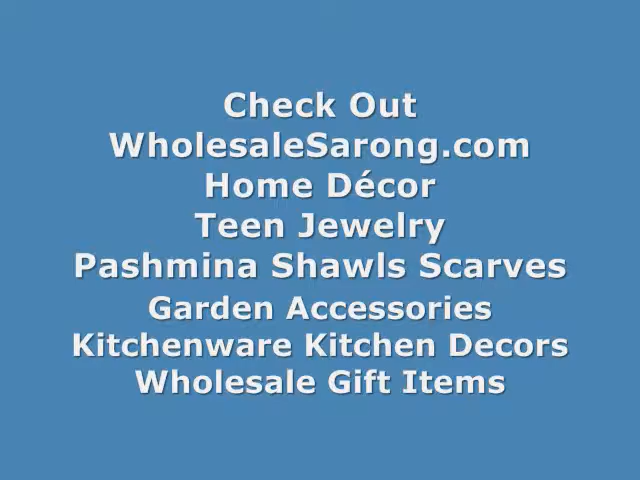 Check Out
WholesaleSarong.com
Home Décor
Teen Jewelry
Pashmina Shawls Scarves
Garden Accessories
Kitchenware Kitchen Decors
Wholesale Gift Items